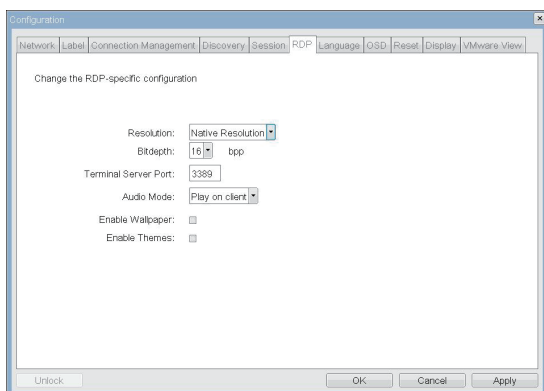 Configuration
Network Label Connection Management Discovery Session RDP Language OSD Reset Display VMware View
Change the RDP-specific configuration
Resolution: Native Resolution
Bitdepth: 16 bpp
Terminal Server Port: 3389
Audio Mode: Play on client
Enable Wallpaper:
Enable Themes:
Unlock OK Cancel Apply